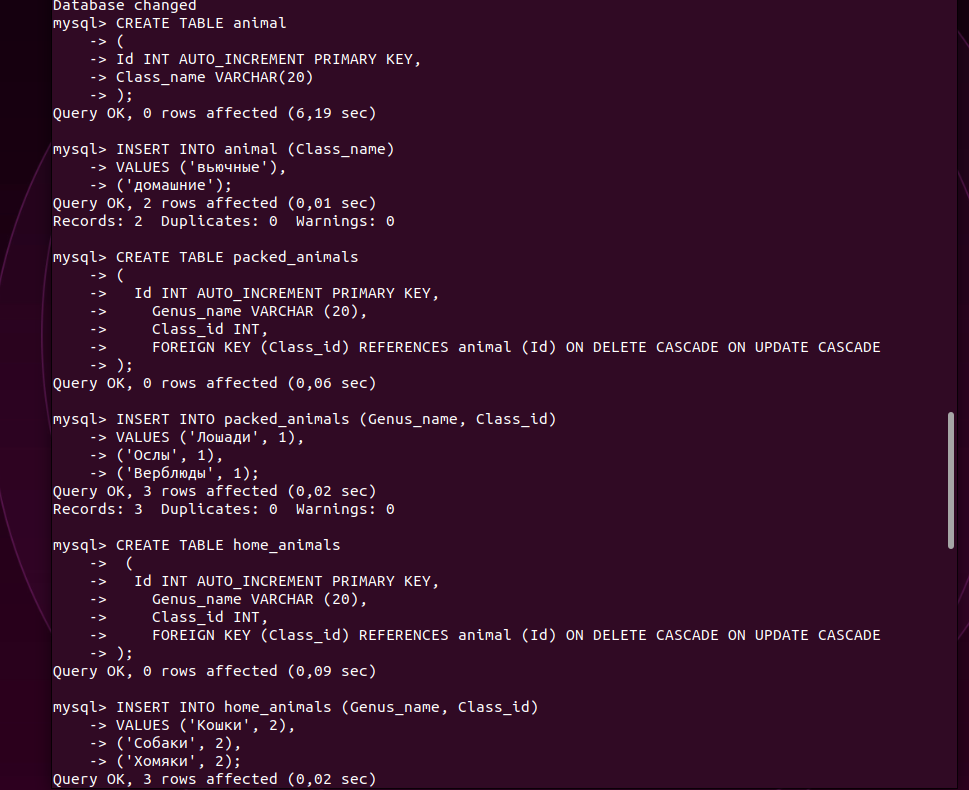 Database changed
mysql> CREATE TABLE animal
    -> (
    -> Id INT AUTO_INCREMENT PRIMARY KEY,
    -> Class_name VARCHAR(20)
    -> );
Query OK, 0 rows affected (6,19 sec)

mysql> INSERT INTO animal (Class_name)
    -> VALUES ('вьючные'),
    -> ('домашние');
Query OK, 2 rows affected (0,01 sec)
Records: 2  Duplicates: 0  Warnings: 0

mysql> CREATE TABLE packed_animals
    -> (
    ->   Id INT AUTO_INCREMENT PRIMARY KEY,
    ->     Genus_name VARCHAR (20),
    ->     Class_id INT,
    ->     FOREIGN KEY (Class_id) REFERENCES animal (Id) ON DELETE CASCADE ON UPDATE CASCADE
    -> );
Query OK, 0 rows affected (0,06 sec)

mysql> INSERT INTO packed_animals (Genus_name, Class_id)
    -> VALUES ('Лошади', 1),
    -> ('Ослы', 1),
    -> ('Верблюды', 1);
Query OK, 3 rows affected (0,02 sec)
Records: 3  Duplicates: 0  Warnings: 0

mysql> CREATE TABLE home_animals
    ->  (
    ->   Id INT AUTO_INCREMENT PRIMARY KEY,
    ->     Genus_name VARCHAR (20),
    ->     Class_id INT,
    ->     FOREIGN KEY (Class_id) REFERENCES animal (Id) ON DELETE CASCADE ON UPDATE CASCADE
    -> );
Query OK, 0 rows affected (0,09 sec)

mysql> INSERT INTO home_animals (Genus_name, Class_id)
    -> VALUES ('Кошки', 2),
    -> ('Собаки', 2),
    -> ('Хомяки', 2);
Query OK, 3 rows affected (0,02 sec)